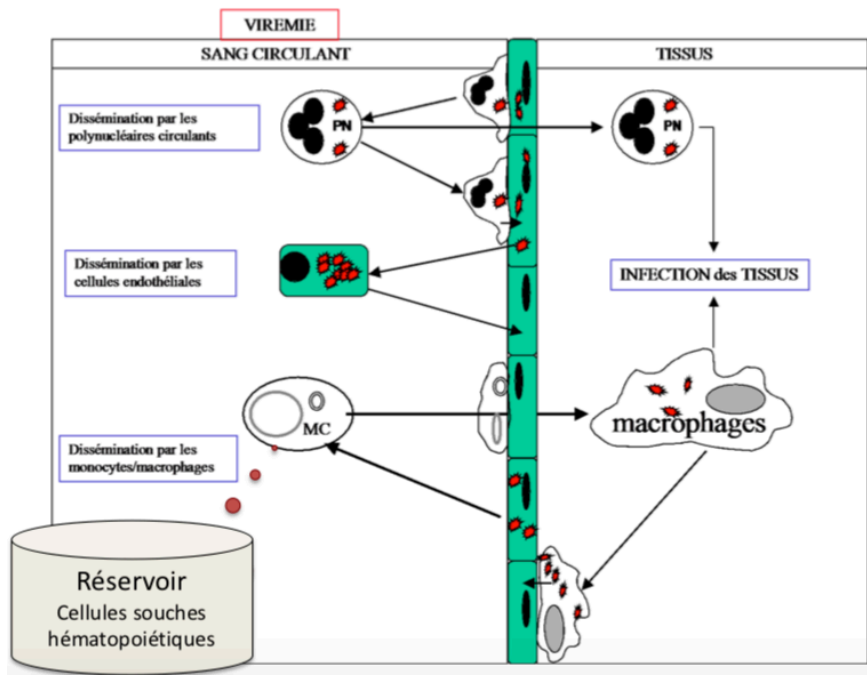 VIREMIE
SANG CIRCULANT
TISSUS
Dissémination par les
polynucléaires circulants
PN
PN
Dissémination par les
cellules endothéliales
INFECTION des TISSUS
MC
macrophages
Dissémination par les
monocytes/macrophages
Réservoir
Cellules souches
hématopoiétiques